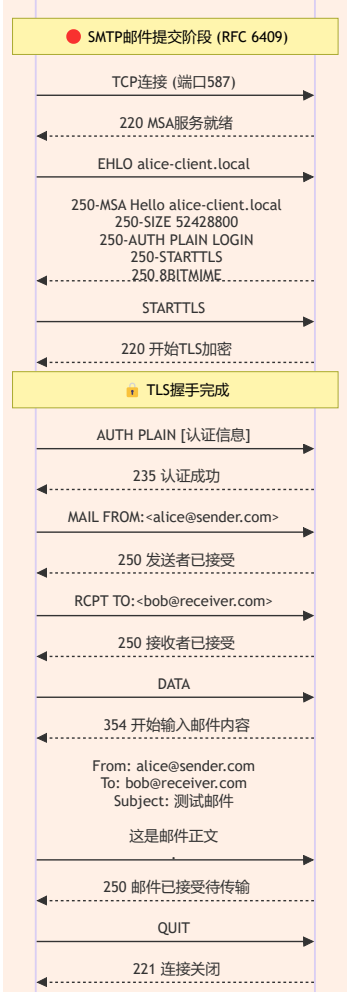 🔴 SMTP邮件提交阶段 (RFC 6409)
TCP连接 (端口587)
220 MSA服务就绪
EHLO alice-client.local
250-MSA Hello alice-client.local
250-SIZE 52428800
250-AUTH PLAIN LOGIN
250-STARTTLS
250 8BITMIME
STARTTLS
220 开始TLS加密
🔒 TLS握手完成
AUTH PLAIN [认证信息]
235 认证成功
MAIL FROM:<alice@sender.com>
250 发送者已接受
RCPT TO:<bob@receiver.com>
250 接收者已接受
DATA
354 开始输入邮件内容
From: alice@sender.com
To: bob@receiver.com
Subject: 测试邮件
这是邮件正文
.
250 邮件已接受待传输
QUIT
221 连接关闭